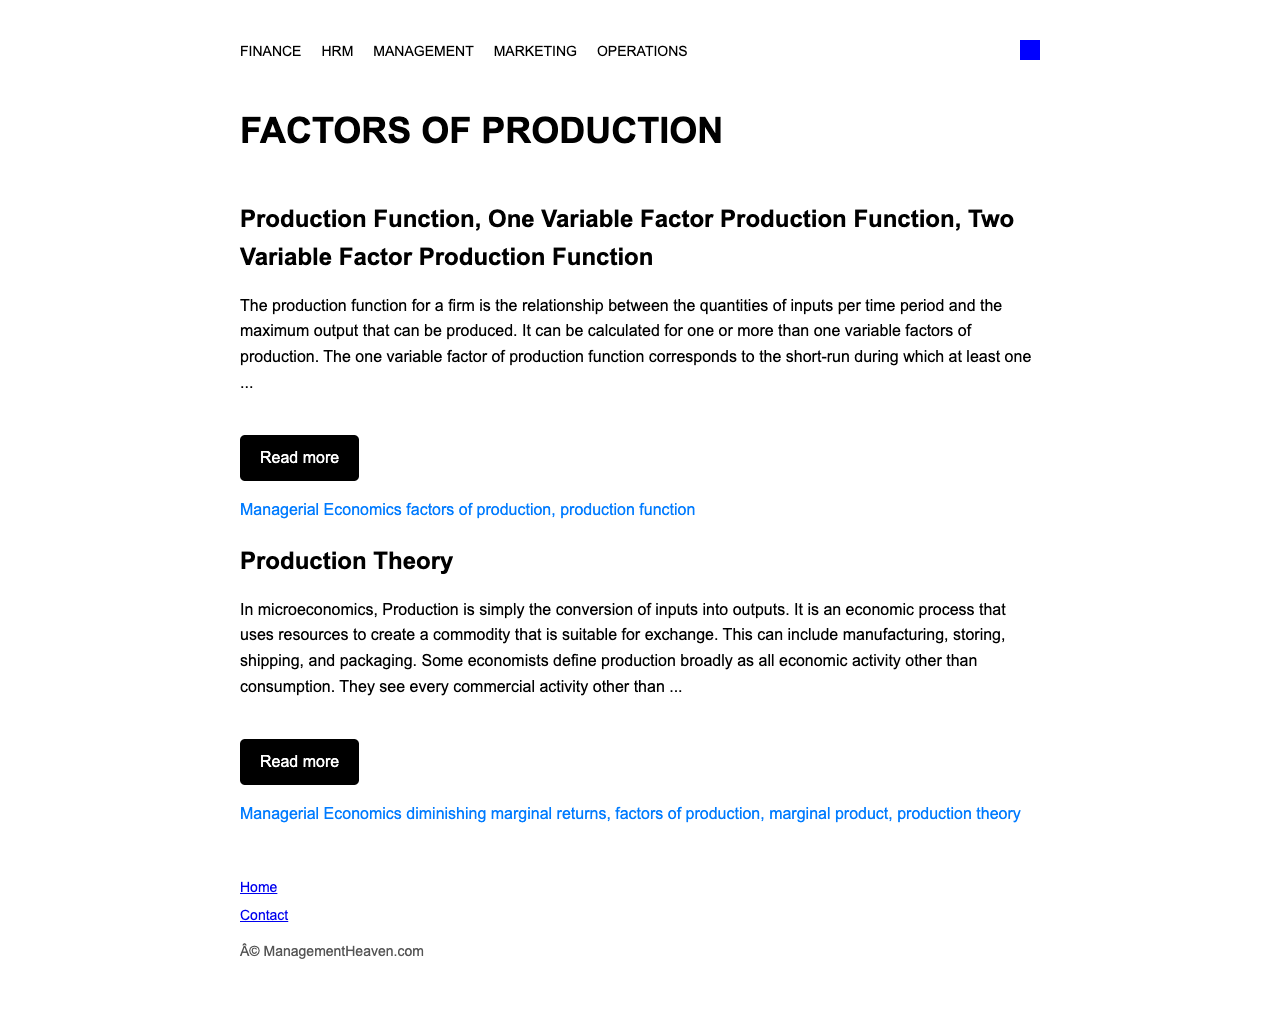 FINANCE HRM MANAGEMENT MARKETING OPERATIONS
FACTORS OF PRODUCTION
Production Function, One Variable Factor Production Function, Two
Variable Factor Production Function
The production function for a firm is the relationship between the quantities of inputs per time period and the
maximum output that can be produced. It can be calculated for one or more than one variable factors of
production. The one variable factor of production function corresponds to the short-run during which at least one
...
Read more
Managerial Economics factors of production, production function
Production Theory
In microeconomics, Production is simply the conversion of inputs into outputs. It is an economic process that
uses resources to create a commodity that is suitable for exchange. This can include manufacturing, storing,
shipping, and packaging. Some economists define production broadly as all economic activity other than
consumption. They see every commercial activity other than ...
Read more
Managerial Economics diminishing marginal returns, factors of production, marginal product, production theory
Home
Contact
Â© ManagementHeaven.com